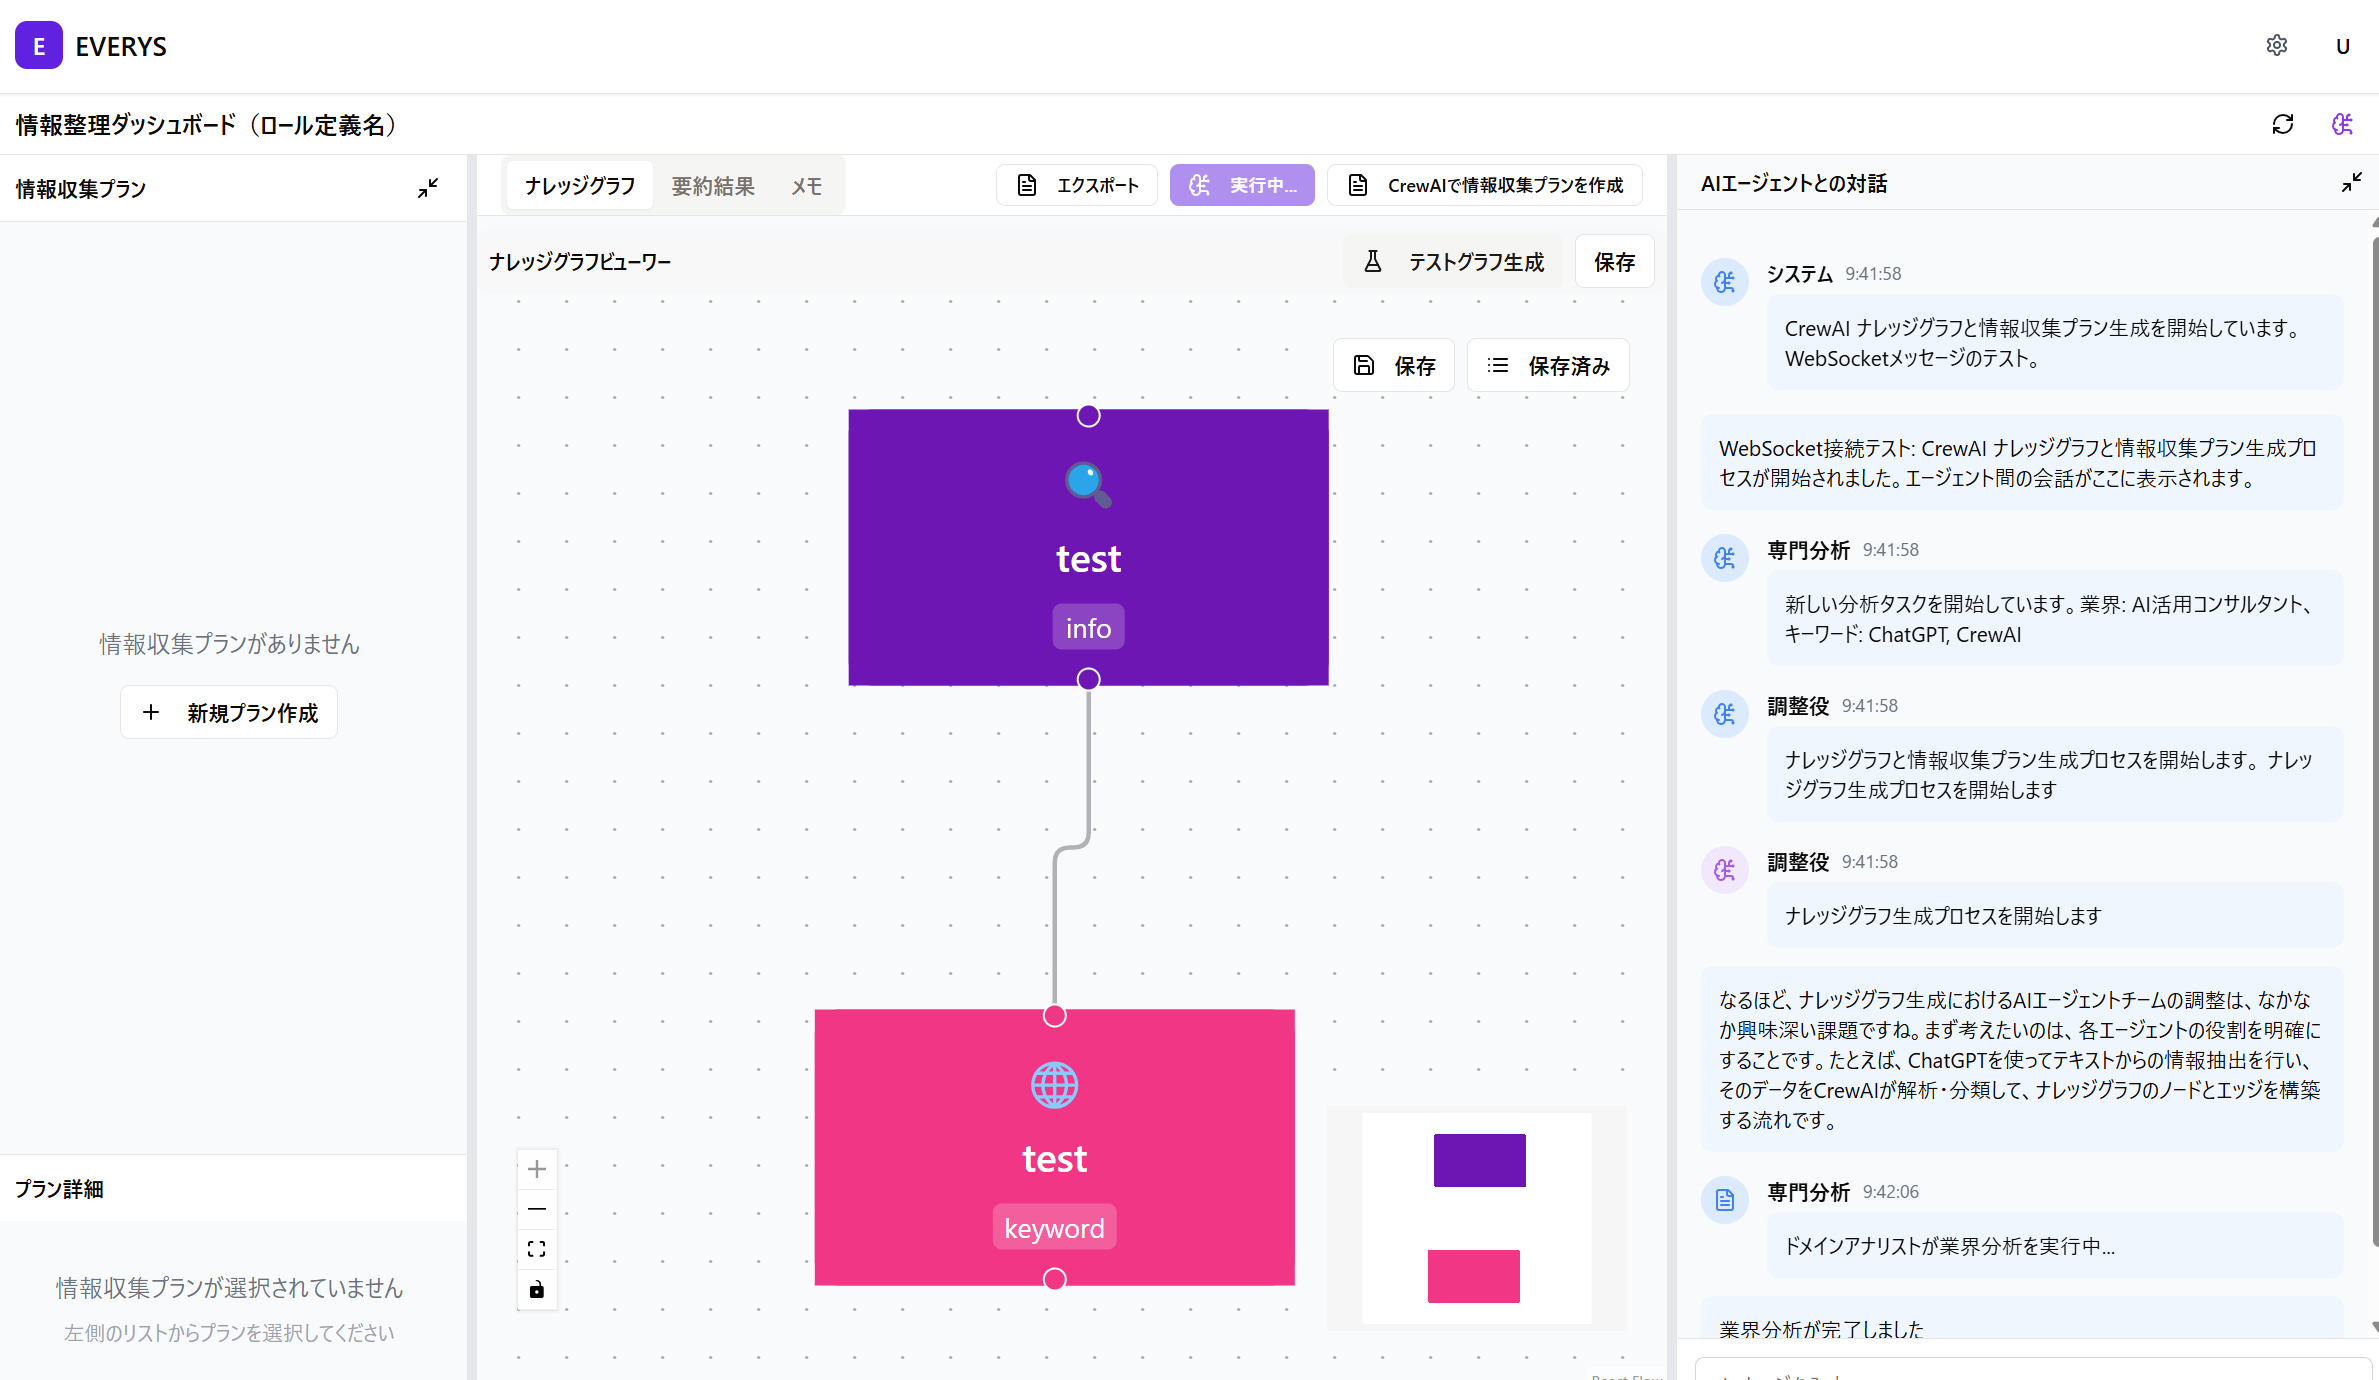 E EVERYS
U
情報整理ダッシュボード（ロール定義名）
情報収集プラン
情報収集プランがありません
新規プラン作成
プラン詳細
情報収集プランが選択されていません
左側のリストからプランを選択してください
ナレッジグラフ 要約結果 メモ
エクスポート 実行中... CrewAIで情報収集プランを作成
ナレッジグラフビューワー
テストグラフ生成 保存
保存 保存済み
test
info
test
keyword
AIエージェントとの対話
システム 9:41:58
CrewAI ナレッジグラフと情報収集プラン生成を開始しています。
WebSocketメッセージのテスト。
WebSocket接続テスト: CrewAI ナレッジグラフと情報収集プラン生成プロ
セスが開始されました。エージェント間の会話がここに表示されます。
専門分析 9:41:58
新しい分析タスクを開始しています。業界: AI活用コンサルタント、
キーワード: ChatGPT, CrewAI
調整役 9:41:58
ナレッジグラフと情報収集プラン生成プロセスを開始します。ナレッ
ジグラフ生成プロセスを開始します
調整役 9:41:58
ナレッジグラフ生成プロセスを開始します
なるほど、ナレッジグラフ生成におけるAIエージェントチームの調整は、なかな
か興味深い課題ですね。まず考えたいのは、各エージェントの役割を明確に
することです。たとえば、ChatGPTを使ってテキストからの情報抽出を行い、
そのデータをCrewAIが解析・分類して、ナレッジグラフのノードとエッジを構築
する流れです。
専門分析 9:42:06
ドメインアナリストが業界分析を実行中...
業界分析が完了しました